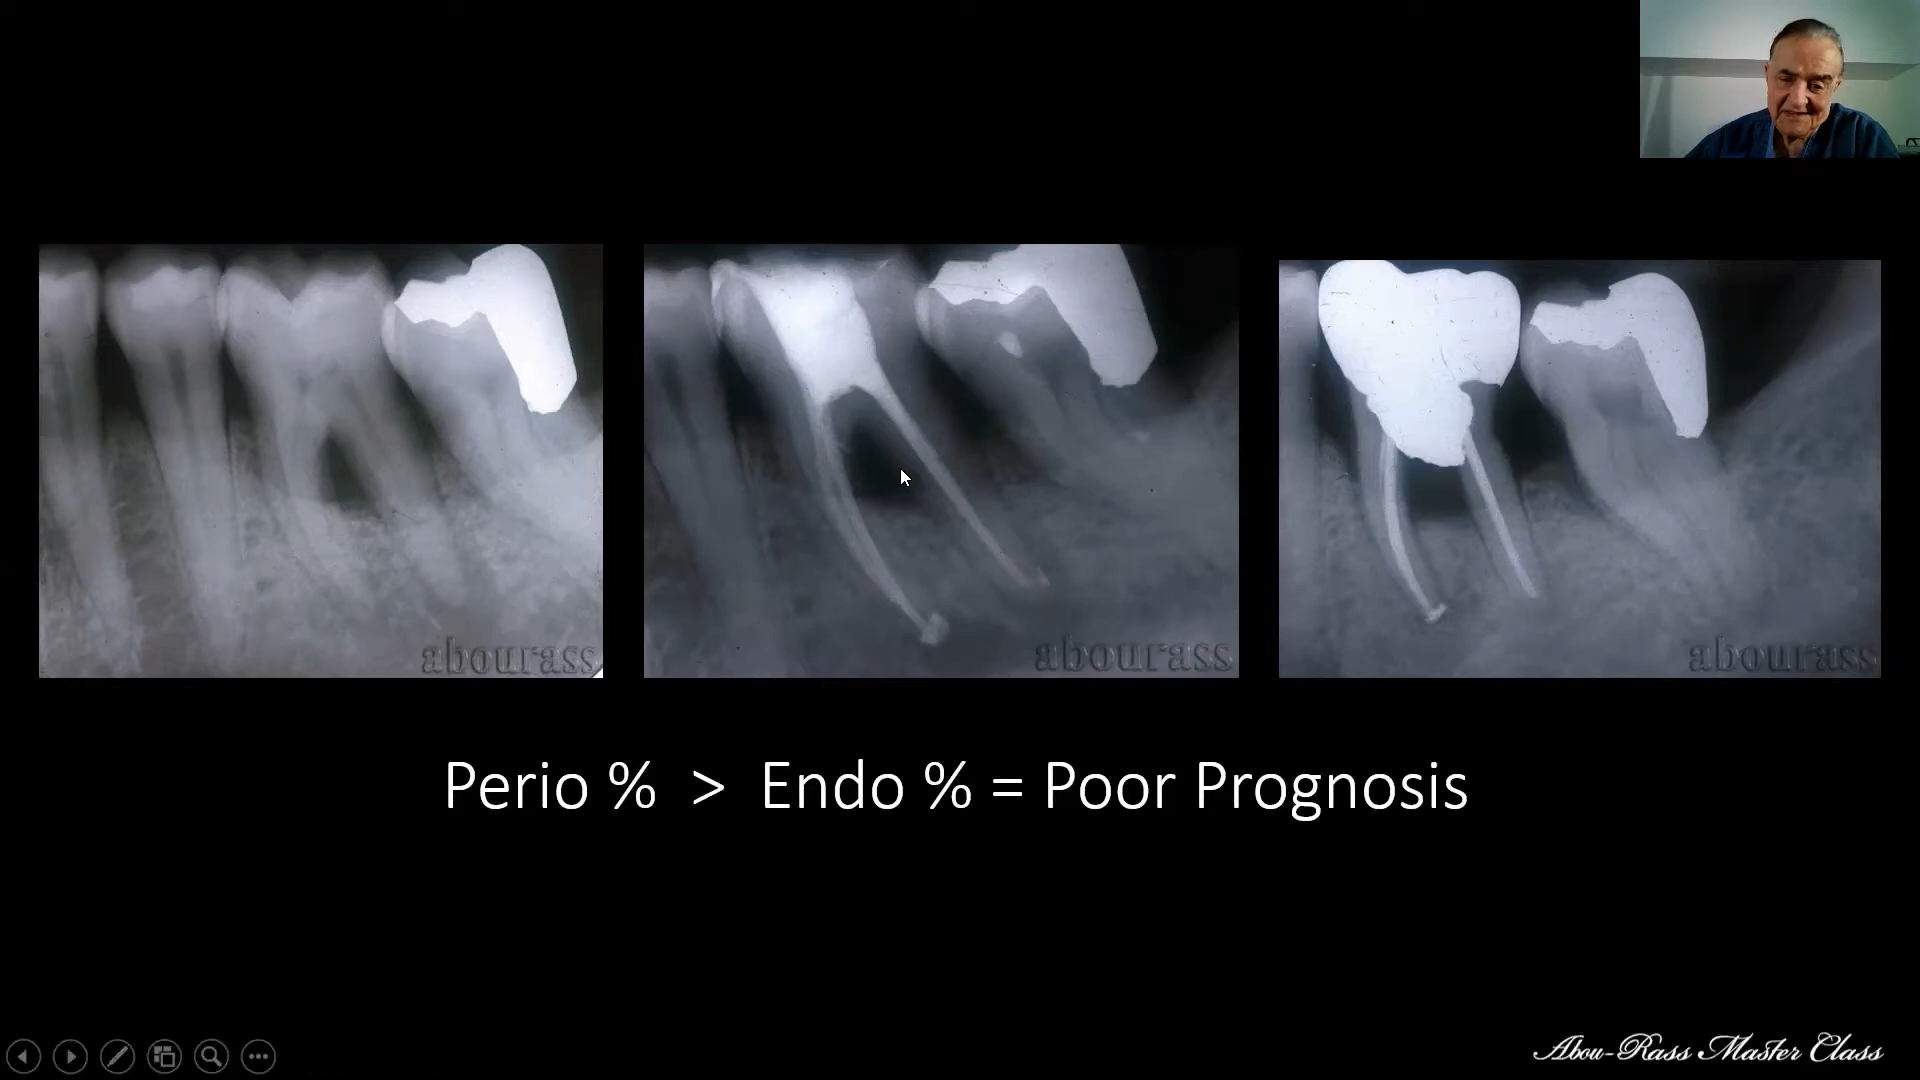 abourass
abourass
abourass
Perio % > Endo % = Poor Prognosis
Abou-Rass Master Class